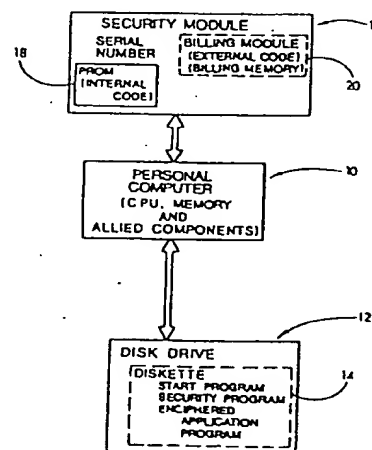 SECURITY MODULE
SERIAL
NUMBER
BILLING MODULE
(EXTERNAL CODE)
(BILLING MEMORY)
18
PROM
(INTERNAL
CODE)
20
PERSONAL
COMPUTER
(CPU, MEMORY
AND
ALLIED COMPONENTS)
10
12
DISK DRIVE
DISKETTE
START PROGRAM
SECURITY PROGRAM
ENCIPHERED
APPLICATION
PROGRAM
14